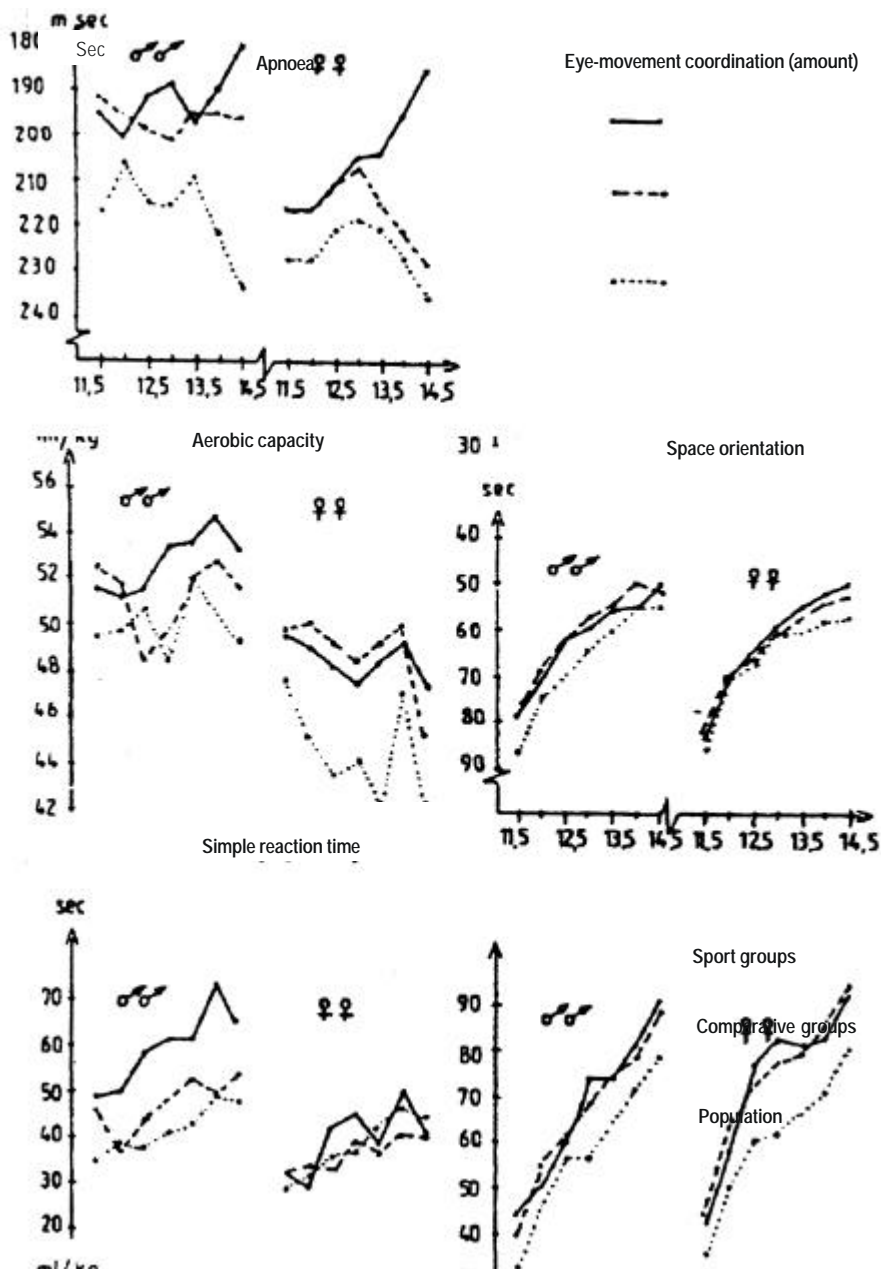 m sec
180
Sec
Apnoea
Eye-movement coordination (amount)
190
200
210
220
230
240
11,5 12,5 13,5 14,5 11,5 12,5 13,5 14,5
Aerobic capacity
56
54
52
50
48
46
44
42
30
Space orientation
sec
40
50
60
70
80
90
11,5 12,5 13,5 14,5 11,5 12,5 13,5 14,5
Simple reaction time
sec
70
60
50
40
30
20
ml/kg
Sport groups
90
Comparative groups
80
70
Population
60
50
40